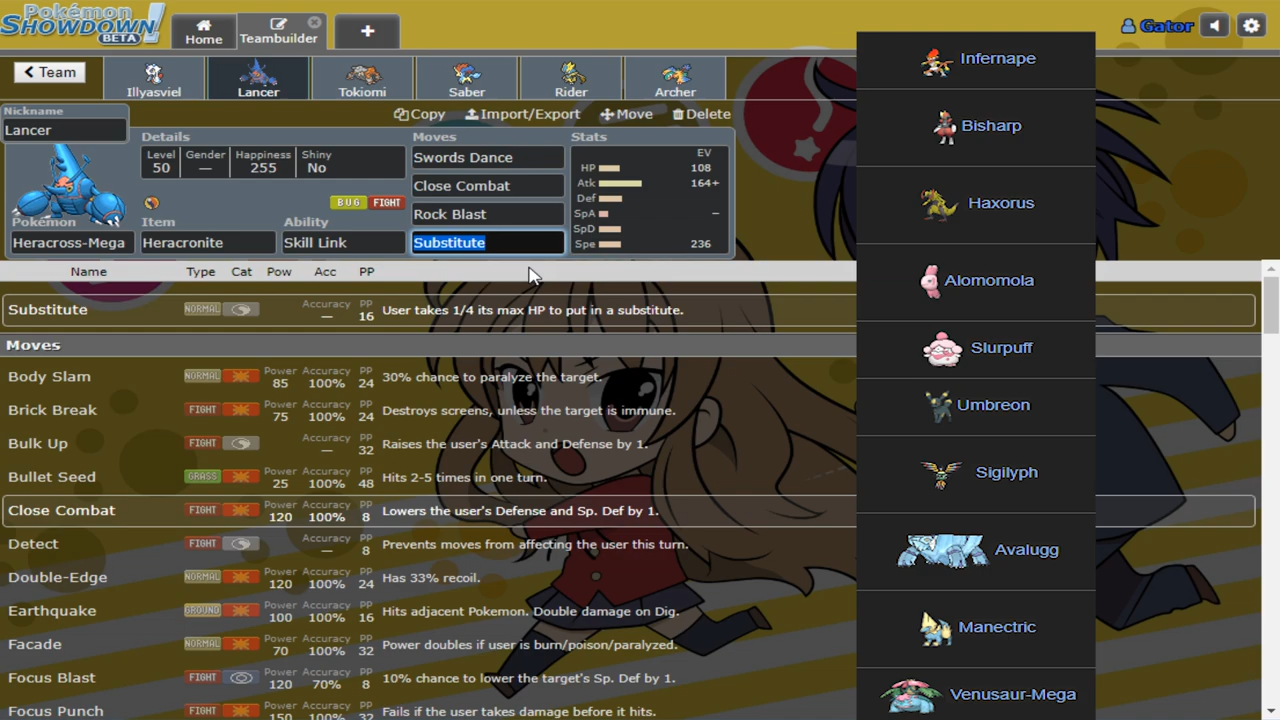 Pokémon
SHOWDOWN!
BETA
Home
Teambuilder
+
Gator
Team
Illyasviel
Lancer
Tokiomi
Saber
Rider
Archer
Nickname
Lancer
Copy
Import/Export
Move
Delete
Details
Level
50
Gender
—
Happiness
255
Shiny
No
BUG
FIGHT
Pokémon
Heracross-Mega
Item
Heracronite
Ability
Skill Link
Moves
Swords Dance
Close Combat
Rock Blast
Substitute
Stats
EV
HP 108
Atk 164+
Def
SpA –
SpD
Spe 236
Name Type Cat Pow Acc PP
Substitute NORMAL Accuracy — PP 16 User takes 1/4 its max HP to put in a substitute.
Moves
Body Slam NORMAL Power 85 Accuracy 100% PP 24 30% chance to paralyze the target.
Brick Break FIGHT Power 75 Accuracy 100% PP 24 Destroys screens, unless the target is immune.
Bulk Up FIGHT Accuracy — PP 32 Raises the user's Attack and Defense by 1.
Bullet Seed GRASS Power 25 Accuracy 100% PP 48 Hits 2-5 times in one turn.
Close Combat FIGHT Power 120 Accuracy 100% PP 8 Lowers the user's Defense and Sp. Def by 1.
Detect FIGHT Accuracy — PP 8 Prevents moves from affecting the user this turn.
Double-Edge NORMAL Power 120 Accuracy 100% PP 24 Has 33% recoil.
Earthquake GROUND Power 100 Accuracy 100% PP 16 Hits adjacent Pokemon. Double damage on Dig.
Facade NORMAL Power 70 Accuracy 100% PP 32 Power doubles if user is burn/poison/paralyzed.
Focus Blast FIGHT Power 120 Accuracy 70% PP 8 10% chance to lower the target's Sp. Def by 1.
Focus Punch FIGHT Power 150 Accuracy 100% PP 32 Fails if the user takes damage before it hits.
Infernape
Bisharp
Haxorus
Alomomola
Slurpuff
Umbreon
Sigilyph
Avalugg
Manectric
Venusaur-Mega